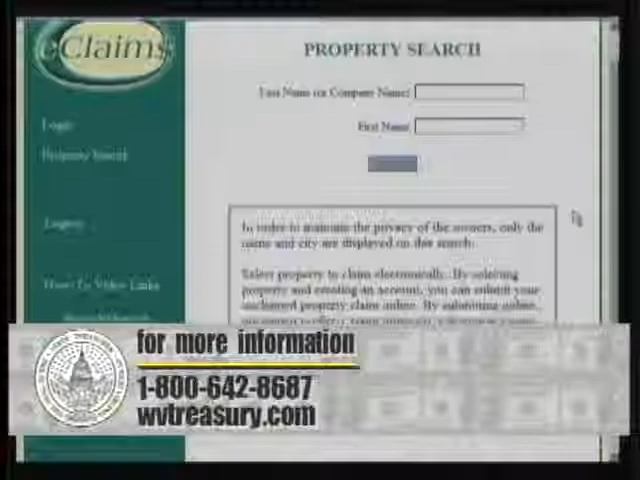 eClaims
PROPERTY SEARCH
Last Name (or Company Name)
First Name
Login
Property Search
Logout
How-To Video Links
In order to maintain the privacy of the owners, only the
name and city are displayed on this search.
Select property to claim electronically. By selecting
property and creating an account, you can submit your
unclaimed property claim online. By submitting online,
for more information
1-800-642-8687
wvtreasury.com